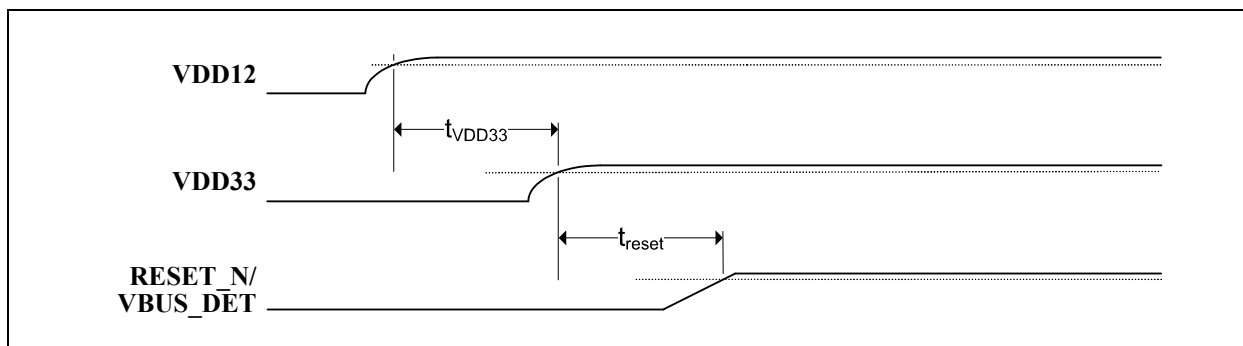 VDD12
tVDD33
VDD33
treset
RESET_N/
VBUS_DET